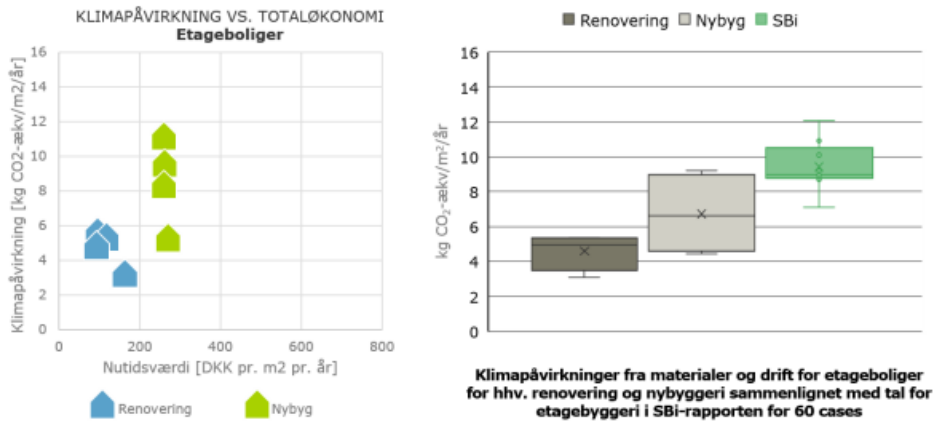 KLIMAPÅVIRKNING VS. TOTALØKONOMI
Etageboliger
Klimapåvirkning [kg CO2-ækv/m2/år]
16
14
12
10
8
6
4
2
0
0 200 400 600 800
Nutidsværdi [DKK pr. m2 pr. år]
Renovering Nybyg
Renovering Nybyg SBi
kg CO₂-ækv/m²/år
16
14
12
10
8
6
4
2
0
Klimapåvirkninger fra materialer og drift for etageboliger
for hhv. renovering og nybyggeri sammenlignet med tal for
etagebyggeri i SBi-rapporten for 60 cases